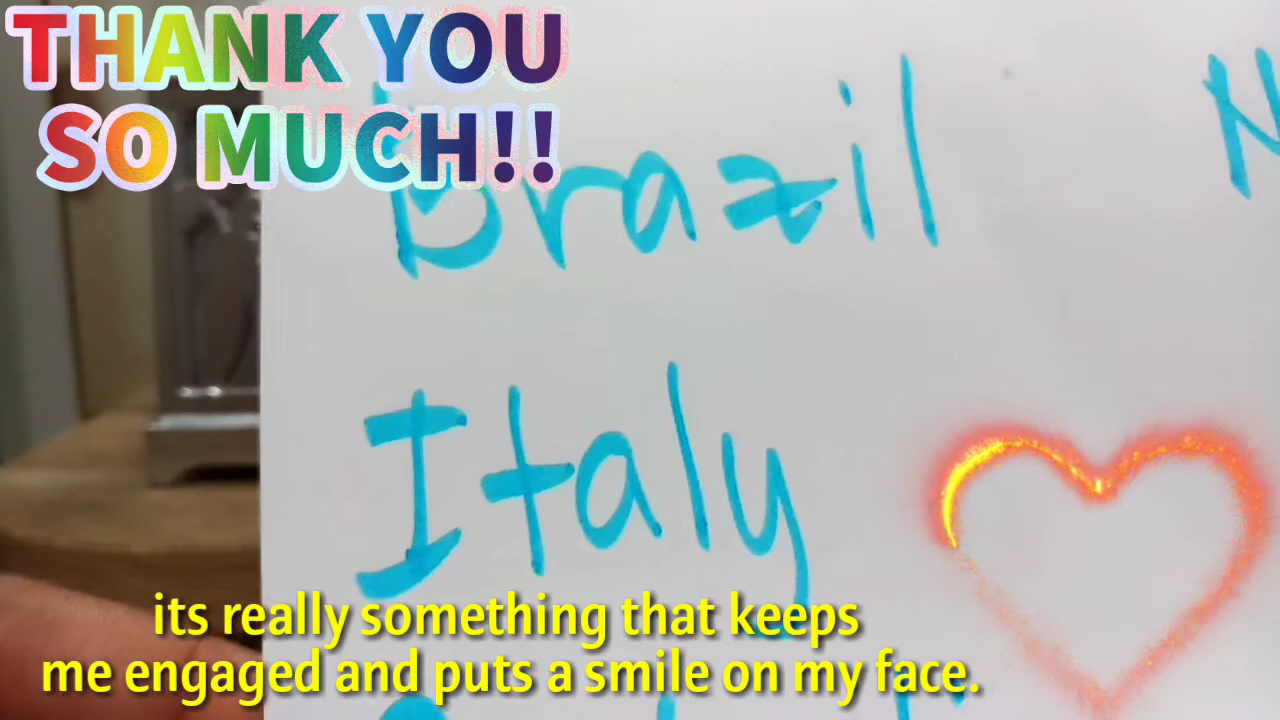 THANK YOU
SO MUCH!!
Brazil
Italy
its really something that keeps
me engaged and puts a smile on my face.